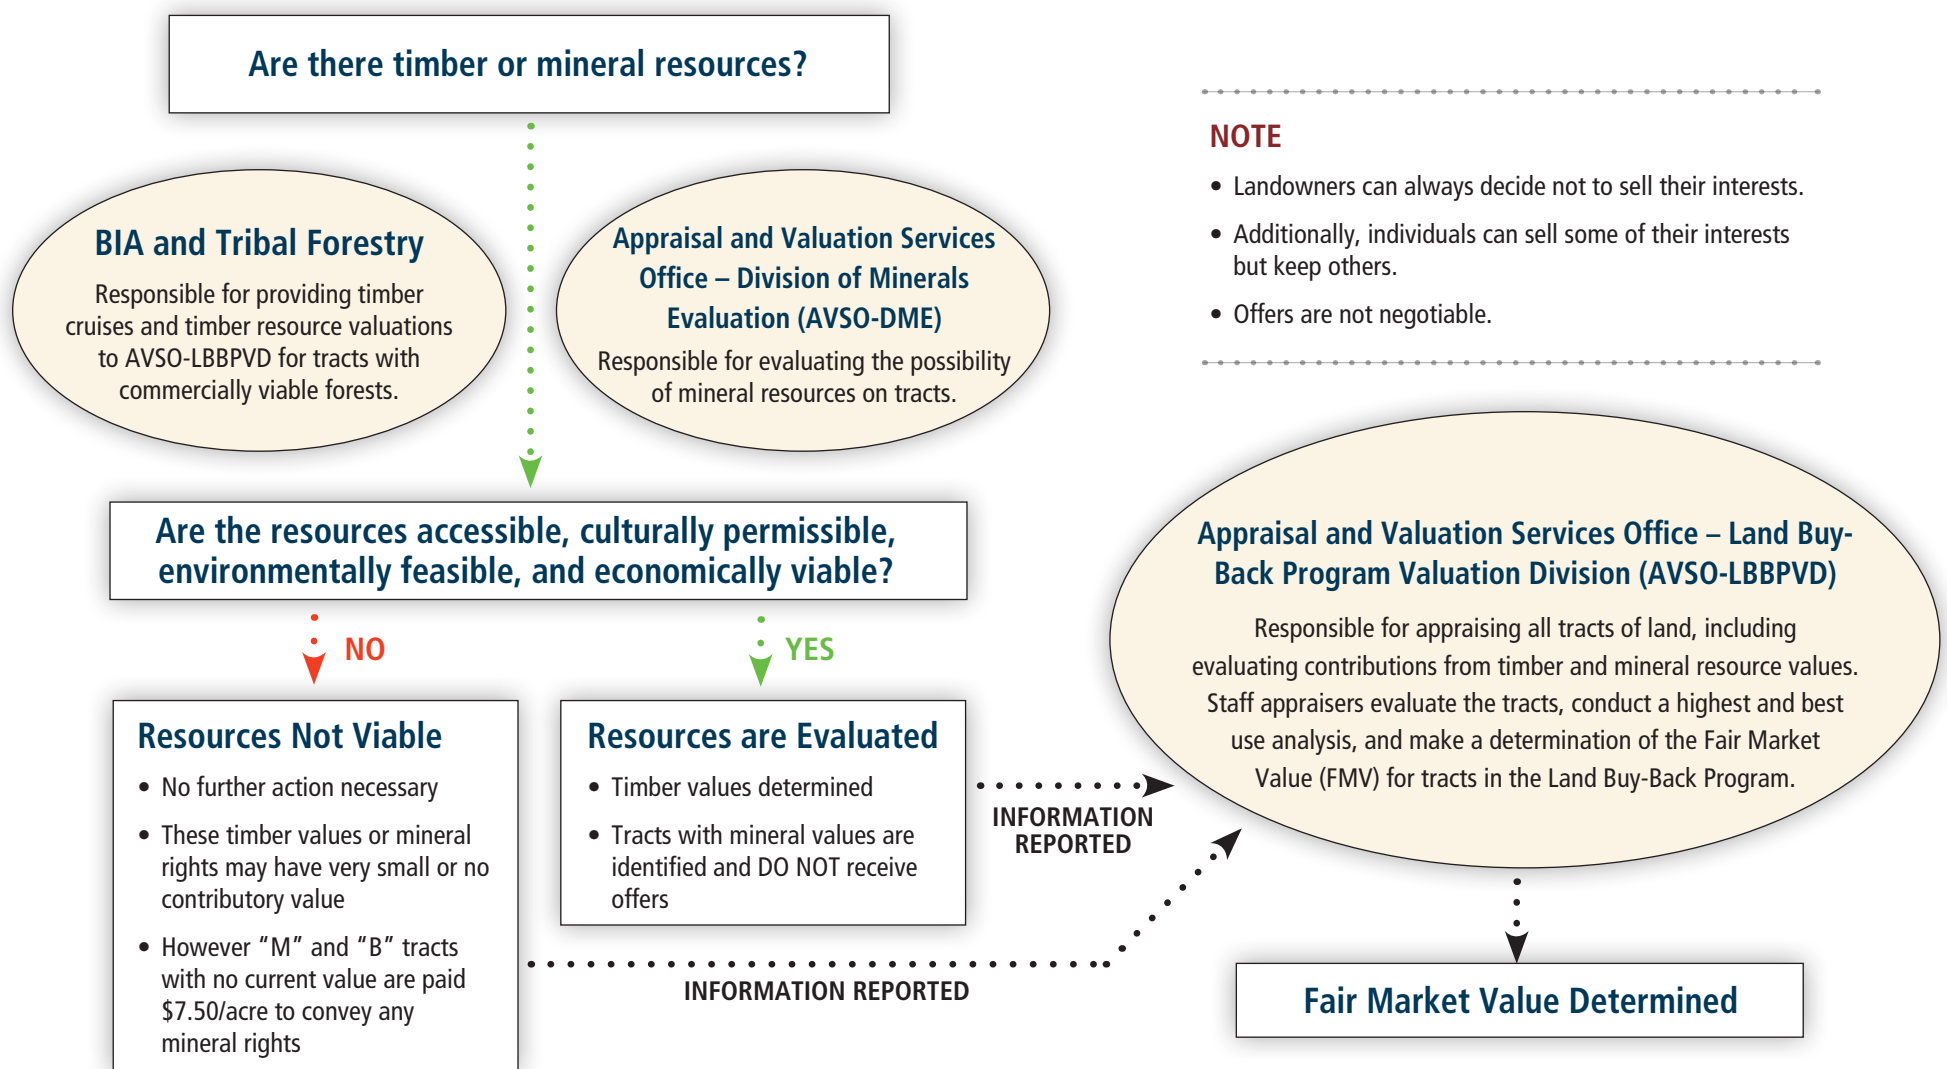 Are there timber or mineral resources?
BIA and Tribal Forestry
Responsible for providing timber
cruises and timber resource valuations
to AVSO-LBBPVD for tracts with
commercially viable forests.
Appraisal and Valuation Services
Office – Division of Minerals
Evaluation (AVSO-DME)
Responsible for evaluating the possibility
of mineral resources on tracts.
NOTE
• Landowners can always decide not to sell their interests.
• Additionally, individuals can sell some of their interests
but keep others.
• Offers are not negotiable.
Are the resources accessible, culturally permissible,
environmentally feasible, and economically viable?
NO
YES
Resources Not Viable
• No further action necessary
• These timber values or mineral
rights may have very small or no
contributory value
• However “M” and “B” tracts
with no current value are paid
$7.50/acre to convey any
mineral rights
Resources are Evaluated
• Timber values determined
• Tracts with mineral values are
identified and DO NOT receive
offers
INFORMATION
REPORTED
INFORMATION REPORTED
Appraisal and Valuation Services Office – Land Buy-
Back Program Valuation Division (AVSO-LBBPVD)
Responsible for appraising all tracts of land, including
evaluating contributions from timber and mineral resource values.
Staff appraisers evaluate the tracts, conduct a highest and best
use analysis, and make a determination of the Fair Market
Value (FMV) for tracts in the Land Buy-Back Program.
Fair Market Value Determined